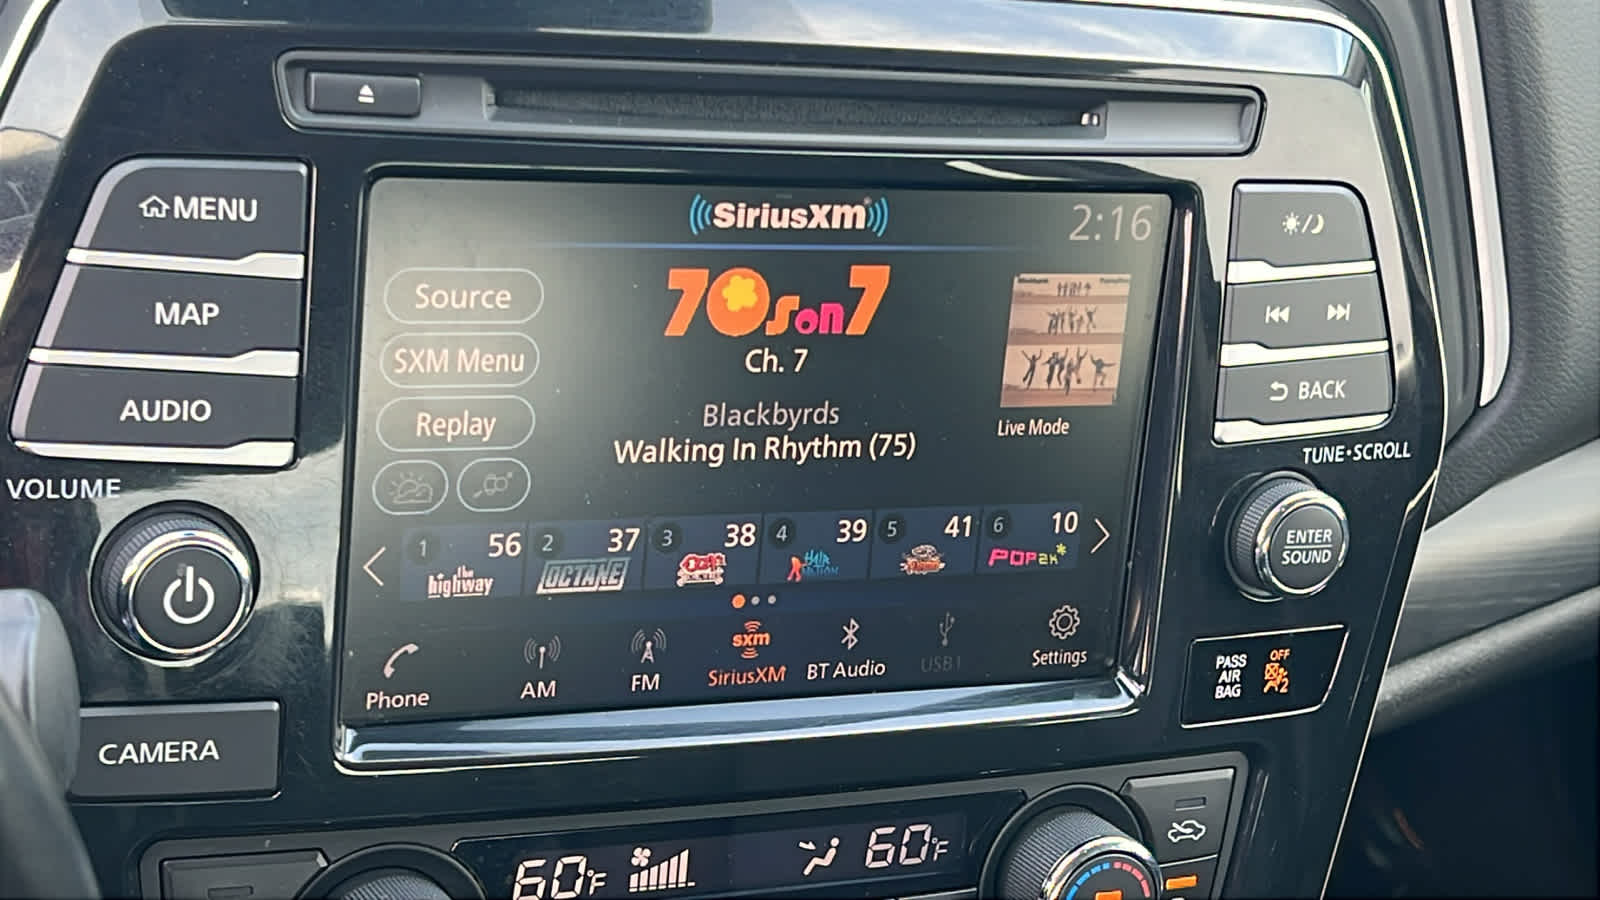 MENU
MAP
AUDIO
VOLUME
CAMERA
SiriusXM
2:16
Source
SXM Menu
Replay
70s on 7
Ch. 7
Blackbyrds
Walking In Rhythm (75)
Live Mode
1 56 the highway
2 37 OCTANE
3 38
4 39 HAIR NATION
5 41
6 10 POP2K
Phone
AM
FM
sxm
SiriusXM
BT Audio
USB1
Settings
BACK
TUNE•SCROLL
ENTER
SOUND
PASS
AIR
BAG
OFF
2
60°F
60°F